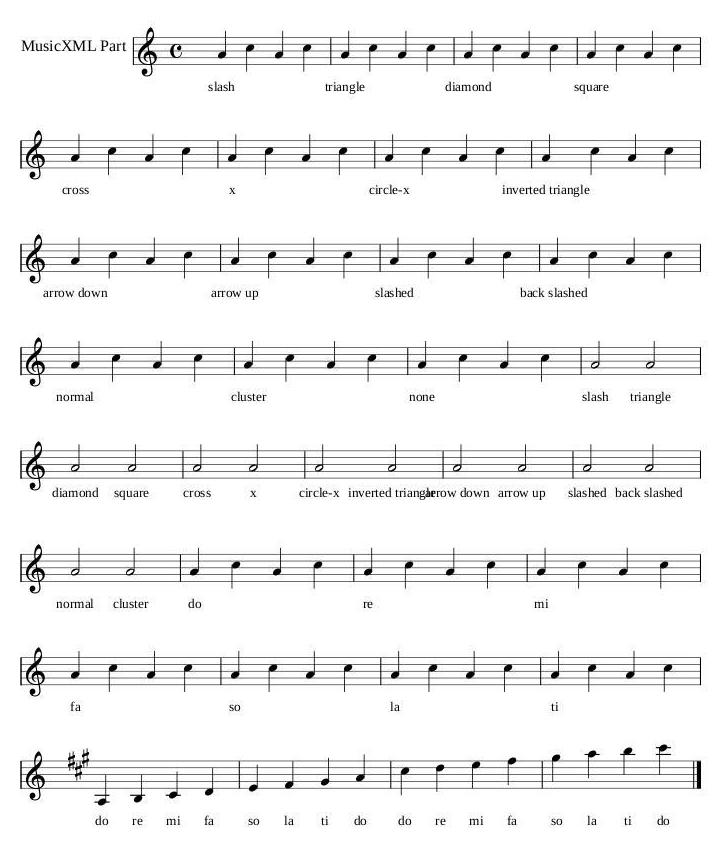 MusicXML Part
slash triangle diamond square
cross x circle-x inverted triangle
arrow down arrow up slashed back slashed
normal cluster none slash triangle
diamond square cross x circle-x inverted triangle arrow down arrow up slashed back slashed
normal cluster do re mi
fa so la ti
do re mi fa so la ti do do re mi fa so la ti do